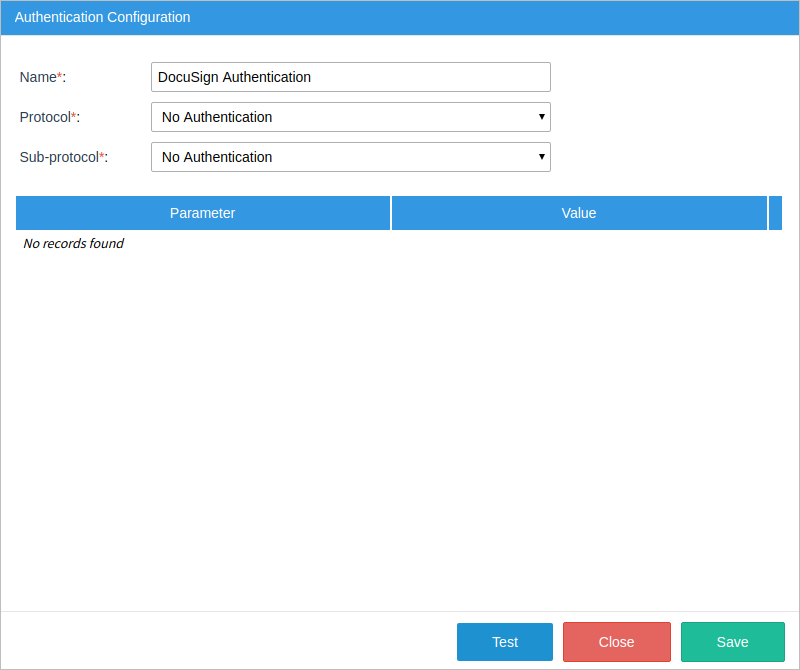 Authentication Configuration
Name*: DocuSign Authentication
Protocol*: No Authentication
Sub-protocol*: No Authentication
Parameter Value
No records found
Test Close Save